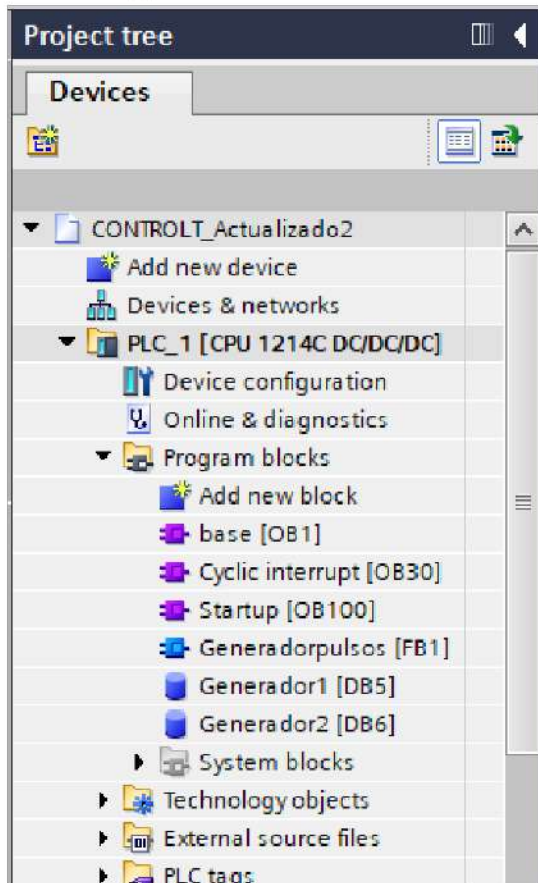 Project tree
Devices
CONTROLT_Actualizado2
Add new device
Devices & networks
PLC_1 [CPU 1214C DC/DC/DC]
Device configuration
Online & diagnostics
Program blocks
Add new block
base [OB1]
Cyclic interrupt [OB30]
Startup [OB100]
Generadorpulsos [FB1]
Generador1 [DB5]
Generador2 [DB6]
System blocks
Technology objects
External source files
PLC tags